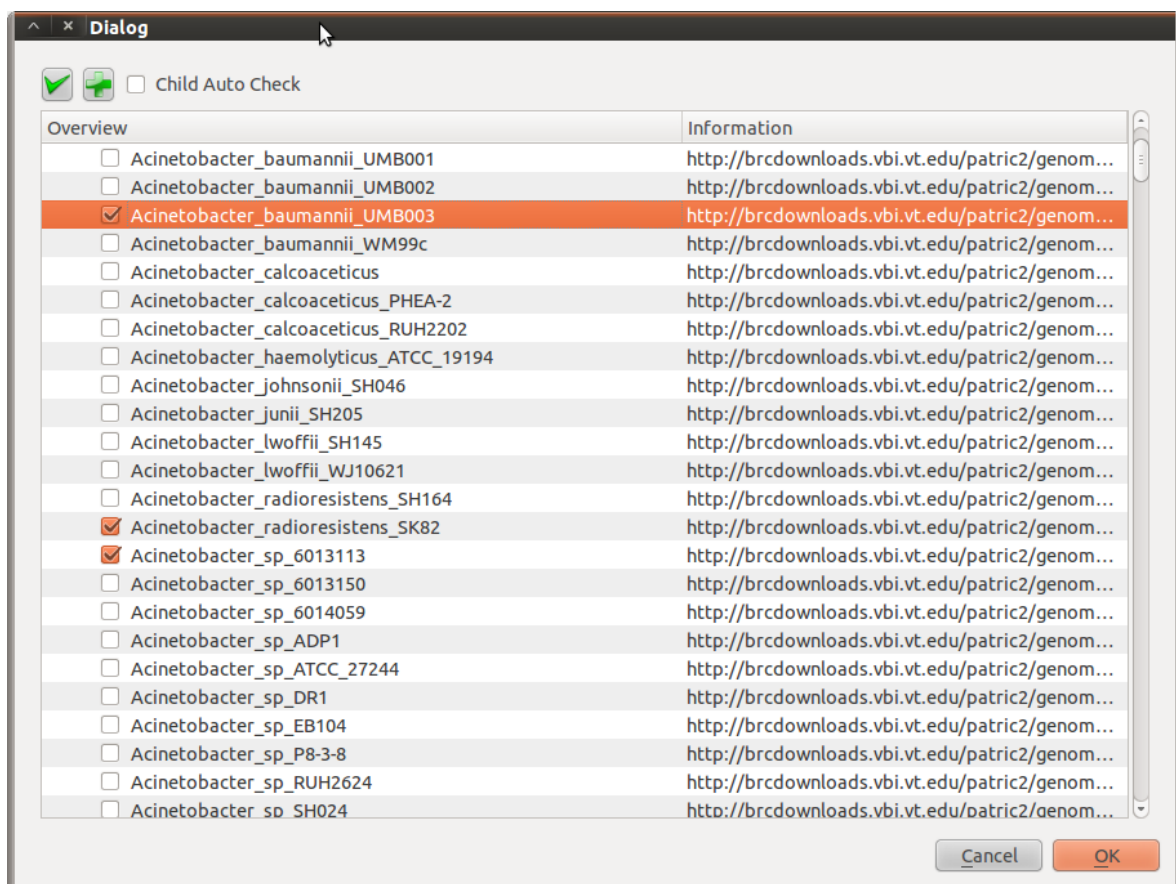 Dialog
Child Auto Check
Overview Information
Acinetobacter_baumannii_UMB001 http://brcdownloads.vbi.vt.edu/patric2/genom...
Acinetobacter_baumannii_UMB002 http://brcdownloads.vbi.vt.edu/patric2/genom...
Acinetobacter_baumannii_UMB003 http://brcdownloads.vbi.vt.edu/patric2/genom...
Acinetobacter_baumannii_WM99c http://brcdownloads.vbi.vt.edu/patric2/genom...
Acinetobacter_calcoaceticus http://brcdownloads.vbi.vt.edu/patric2/genom...
Acinetobacter_calcoaceticus_PHEA-2 http://brcdownloads.vbi.vt.edu/patric2/genom...
Acinetobacter_calcoaceticus_RUH2202 http://brcdownloads.vbi.vt.edu/patric2/genom...
Acinetobacter_haemolyticus_ATCC_19194 http://brcdownloads.vbi.vt.edu/patric2/genom...
Acinetobacter_johnsonii_SH046 http://brcdownloads.vbi.vt.edu/patric2/genom...
Acinetobacter_junii_SH205 http://brcdownloads.vbi.vt.edu/patric2/genom...
Acinetobacter_lwoffii_SH145 http://brcdownloads.vbi.vt.edu/patric2/genom...
Acinetobacter_lwoffii_WJ10621 http://brcdownloads.vbi.vt.edu/patric2/genom...
Acinetobacter_radioresistens_SH164 http://brcdownloads.vbi.vt.edu/patric2/genom...
Acinetobacter_radioresistens_SK82 http://brcdownloads.vbi.vt.edu/patric2/genom...
Acinetobacter_sp_6013113 http://brcdownloads.vbi.vt.edu/patric2/genom...
Acinetobacter_sp_6013150 http://brcdownloads.vbi.vt.edu/patric2/genom...
Acinetobacter_sp_6014059 http://brcdownloads.vbi.vt.edu/patric2/genom...
Acinetobacter_sp_ADP1 http://brcdownloads.vbi.vt.edu/patric2/genom...
Acinetobacter_sp_ATCC_27244 http://brcdownloads.vbi.vt.edu/patric2/genom...
Acinetobacter_sp_DR1 http://brcdownloads.vbi.vt.edu/patric2/genom...
Acinetobacter_sp_EB104 http://brcdownloads.vbi.vt.edu/patric2/genom...
Acinetobacter_sp_P8-3-8 http://brcdownloads.vbi.vt.edu/patric2/genom...
Acinetobacter_sp_RUH2624 http://brcdownloads.vbi.vt.edu/patric2/genom...
Acinetobacter_sp_SH024 http://brcdownloads.vbi.vt.edu/patric2/genom...
Cancel OK